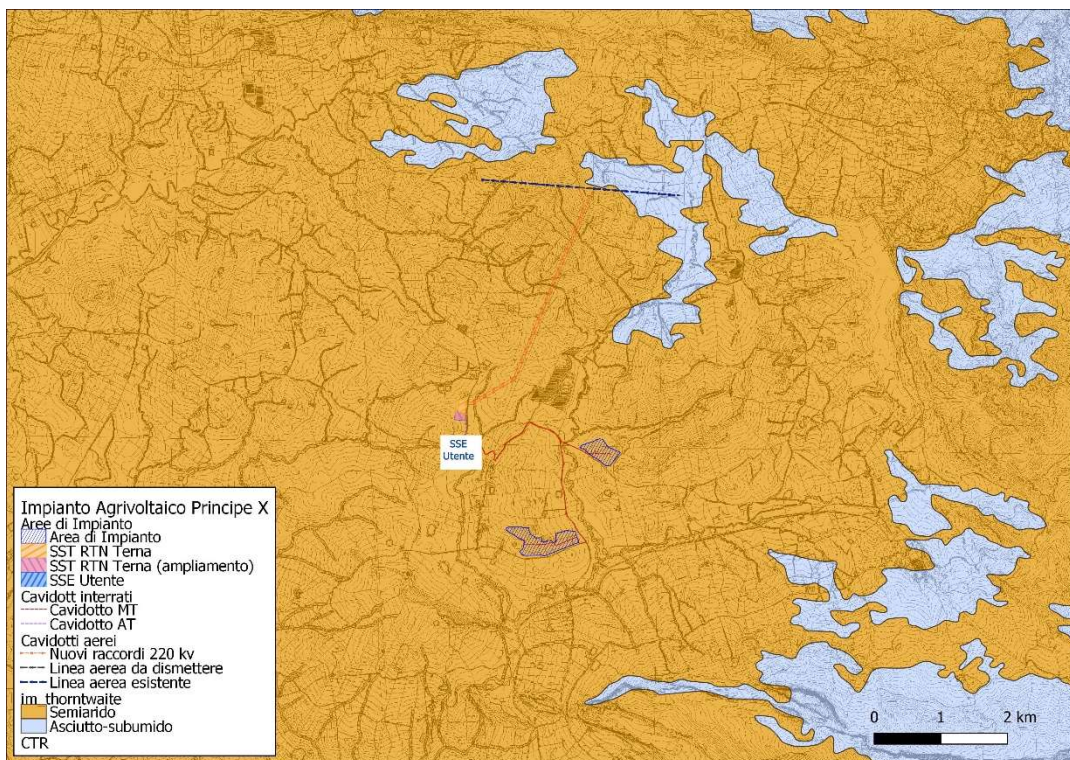 SSE
Utente
Impianto Agrivoltaico Principe X
Aree di Impianto
Area di Impianto
SST RTN Terna
SST RTN Terna (ampliamento)
SSE Utente
Cavidott interrati
Cavidotto MT
Cavidotto AT
Cavidotti aerei
Nuovi raccordi 220 kv
Linea aerea da dismettere
Linea aerea esistente
im_thorntwaite
Semiarido
Asciutto-subumido
CTR
0 1 2 km